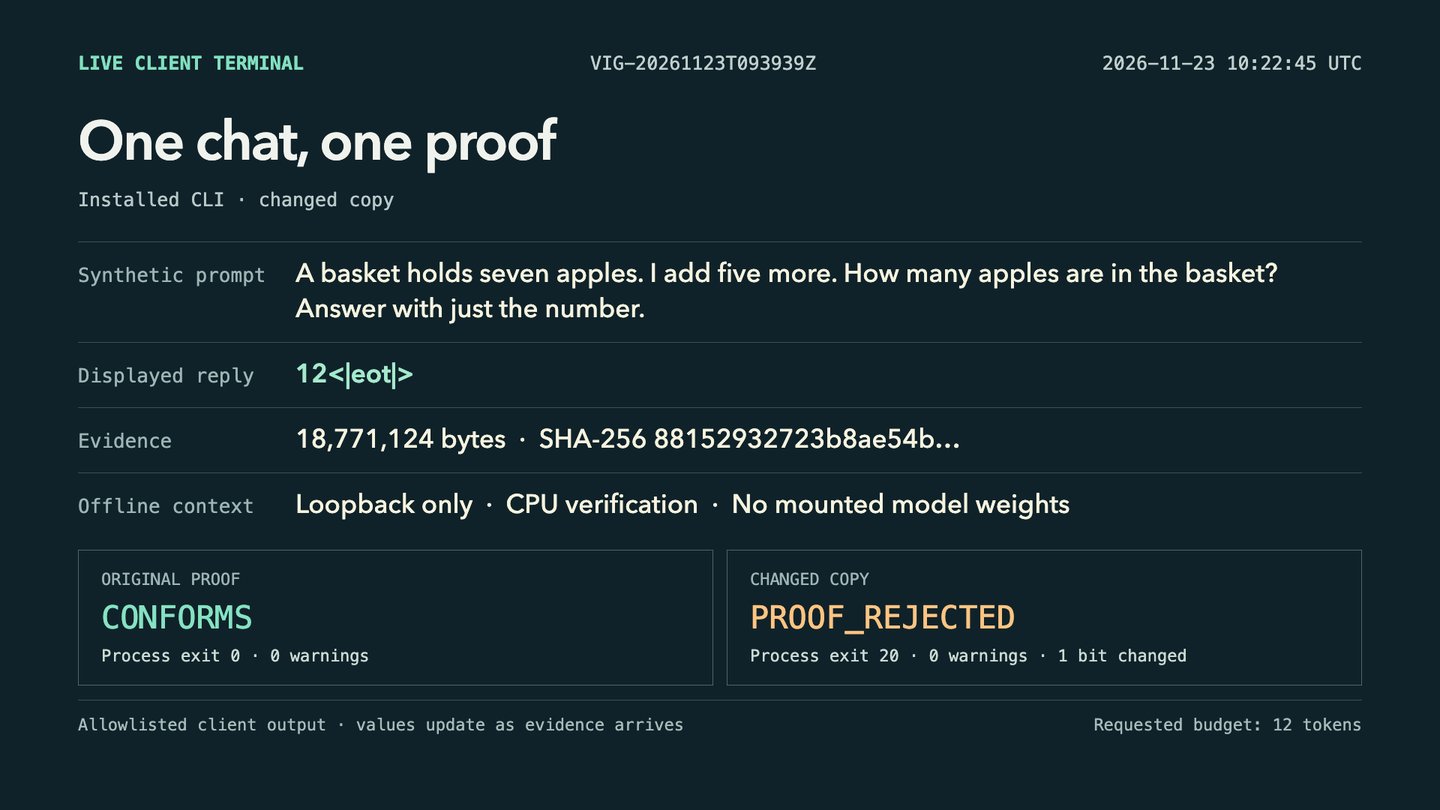 LIVE CLIENT TERMINAL
VIG-20261123T093939Z
2026-11-23 10:22:45 UTC
One chat, one proof
Installed CLI · changed copy
Synthetic prompt
A basket holds seven apples. I add five more. How many apples are in the basket?
Answer with just the number.
Displayed reply
12<|eot|>
Evidence
18,771,124 bytes · SHA-256 88152932723b8ae54b…
Offline context
Loopback only · CPU verification · No mounted model weights
ORIGINAL PROOF
CONFORMS
Process exit 0 · 0 warnings
CHANGED COPY
PROOF_REJECTED
Process exit 20 · 0 warnings · 1 bit changed
Allowlisted client output · values update as evidence arrives
Requested budget: 12 tokens